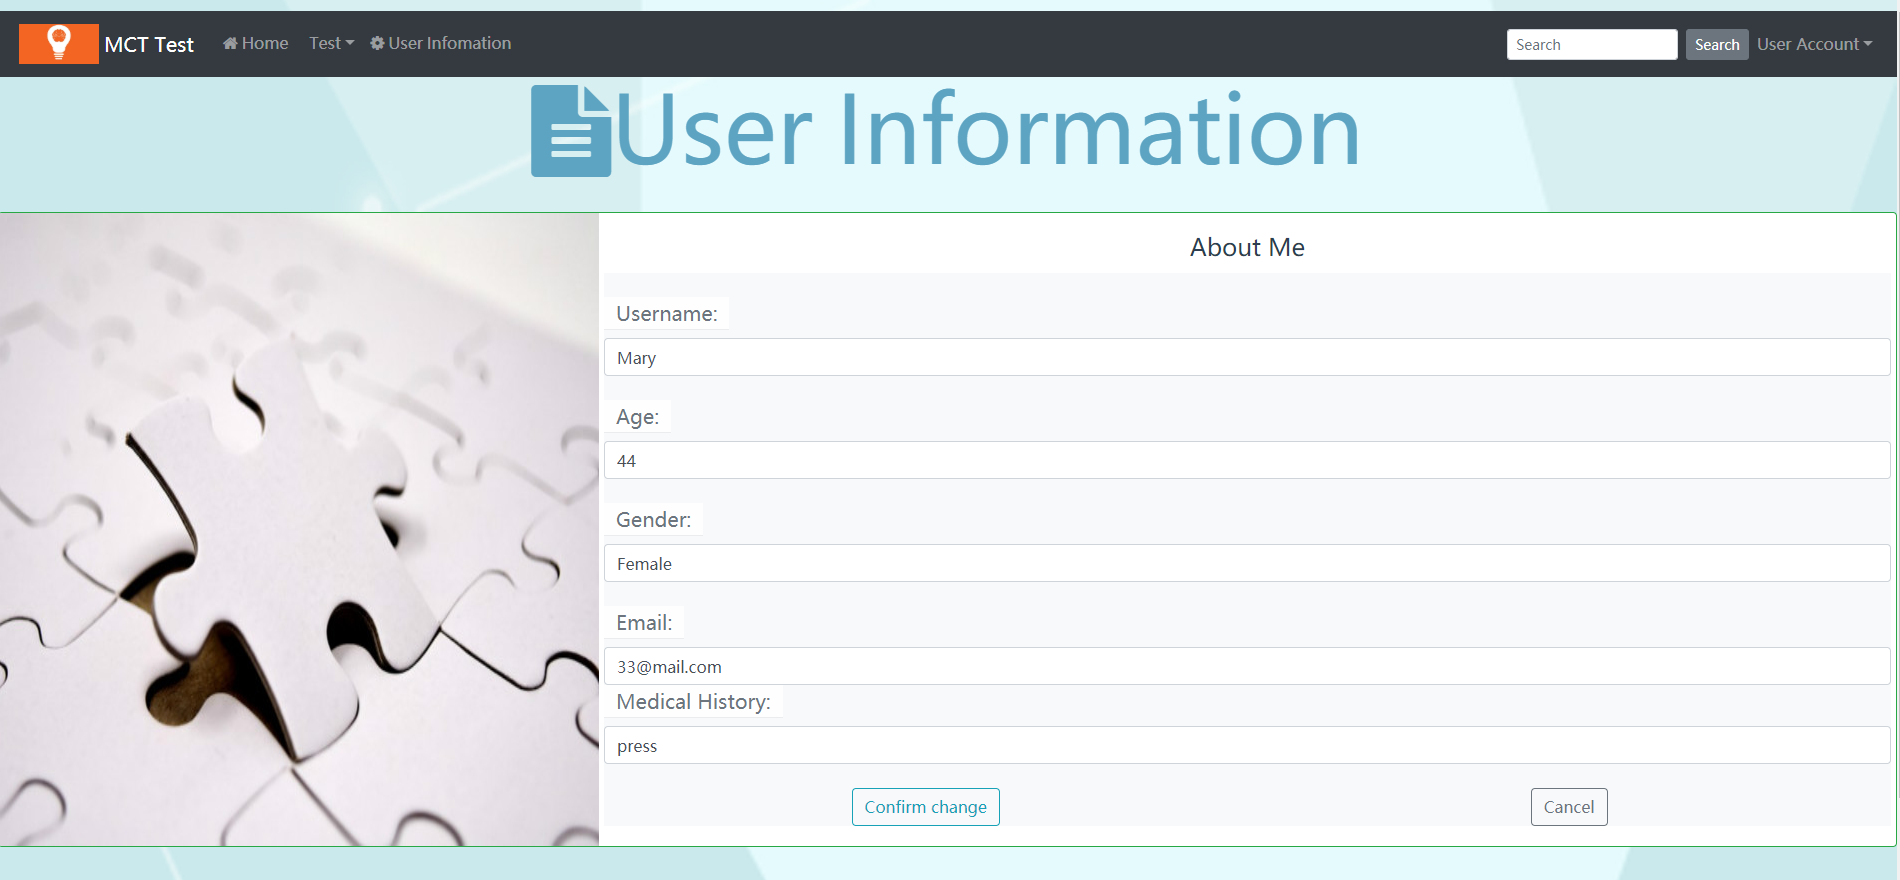 MCT Test Home Test User Infomation Search Search User Account
User Information
About Me
Username:
Mary
Age:
44
Gender:
Female
Email:
33@mail.com
Medical History:
press
Confirm change Cancel